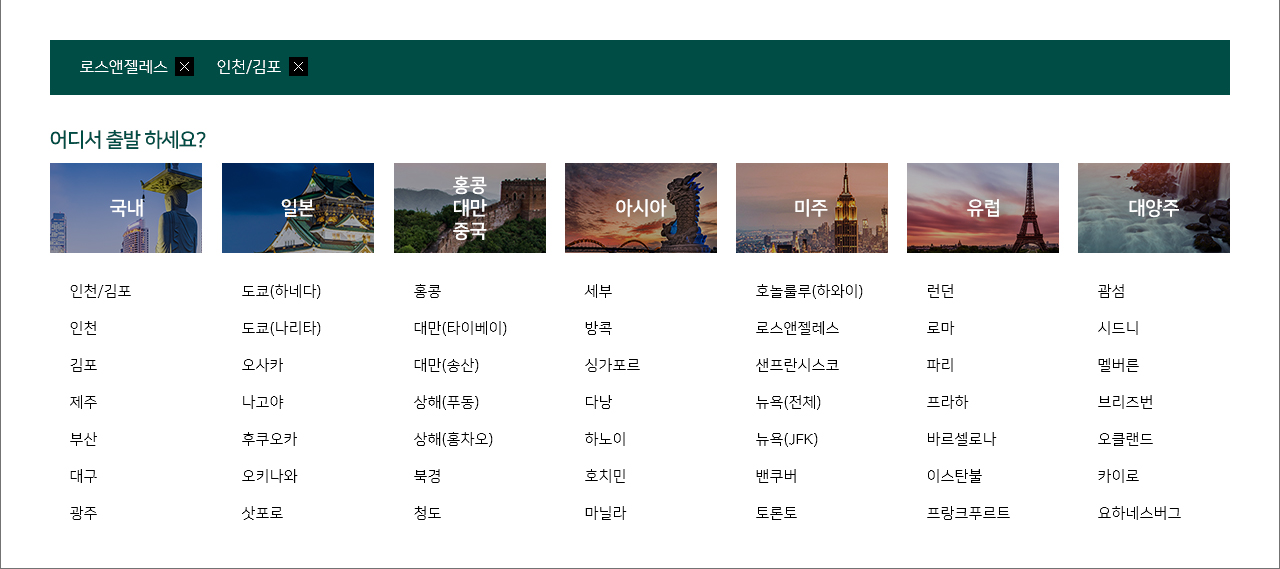 로스앤젤레스 인천/김포
어디서 출발 하세요?
국내 일본 홍콩 대만 중국 아시아 미주 유럽 대양주
인천/김포 도쿄(하네다) 홍콩 세부 호놀룰루(하와이) 런던 괌섬
인천 도쿄(나리타) 대만(타이베이) 방콕 로스앤젤레스 로마 시드니
김포 오사카 대만(송산) 싱가포르 샌프란시스코 파리 멜버른
제주 나고야 상해(푸동) 다낭 뉴욕(전체) 프라하 브리즈번
부산 후쿠오카 상해(홍차오) 하노이 뉴욕(JFK) 바르셀로나 오클랜드
대구 오키나와 북경 호치민 밴쿠버 이스탄불 카이로
광주 삿포로 청도 마닐라 토론토 프랑크푸르트 요하네스버그